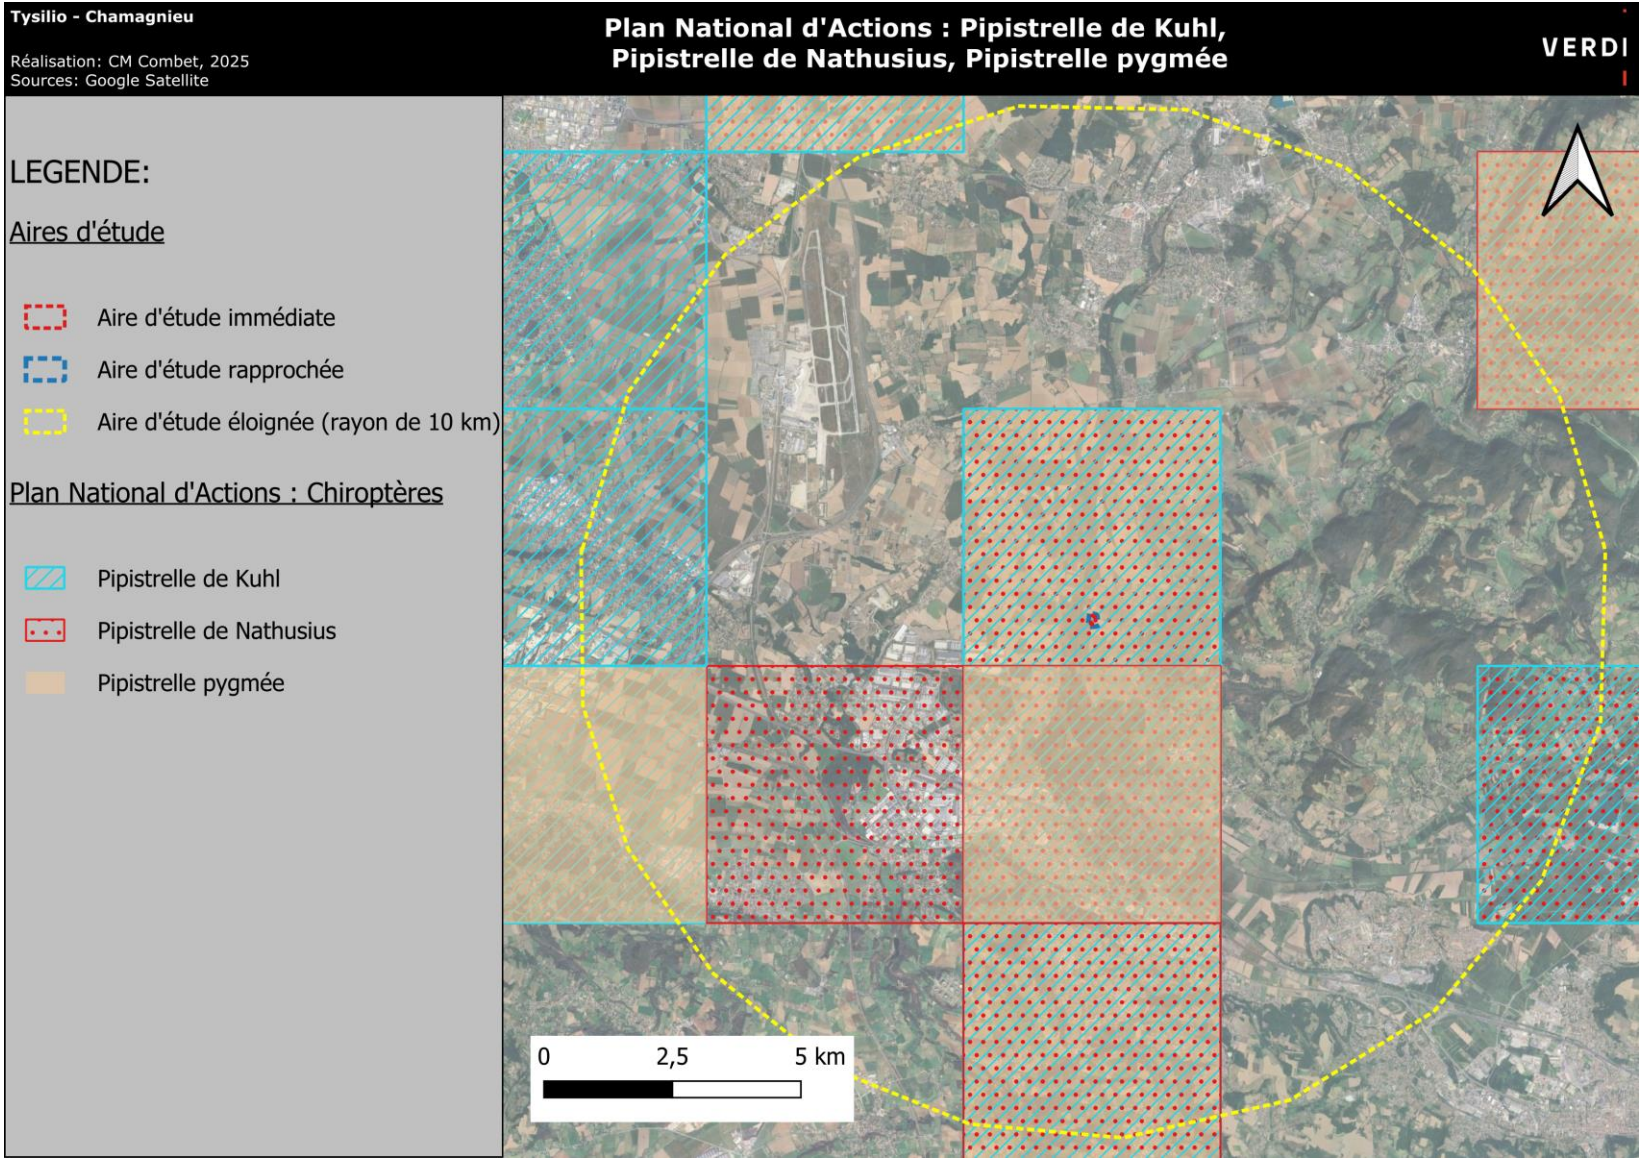 Tysilio - Chamagnieu
Réalisation: CM Combet, 2025
Sources: Google Satellite
Plan National d'Actions : Pipistrelle de Kuhl,
Pipistrelle de Nathusius, Pipistrelle pygmée
VERDI
LEGENDE:
Aires d'étude
Aire d'étude immédiate
Aire d'étude rapprochée
Aire d'étude éloignée (rayon de 10 km)
Plan National d'Actions : Chiroptères
Pipistrelle de Kuhl
Pipistrelle de Nathusius
Pipistrelle pygmée
0 2,5 5 km